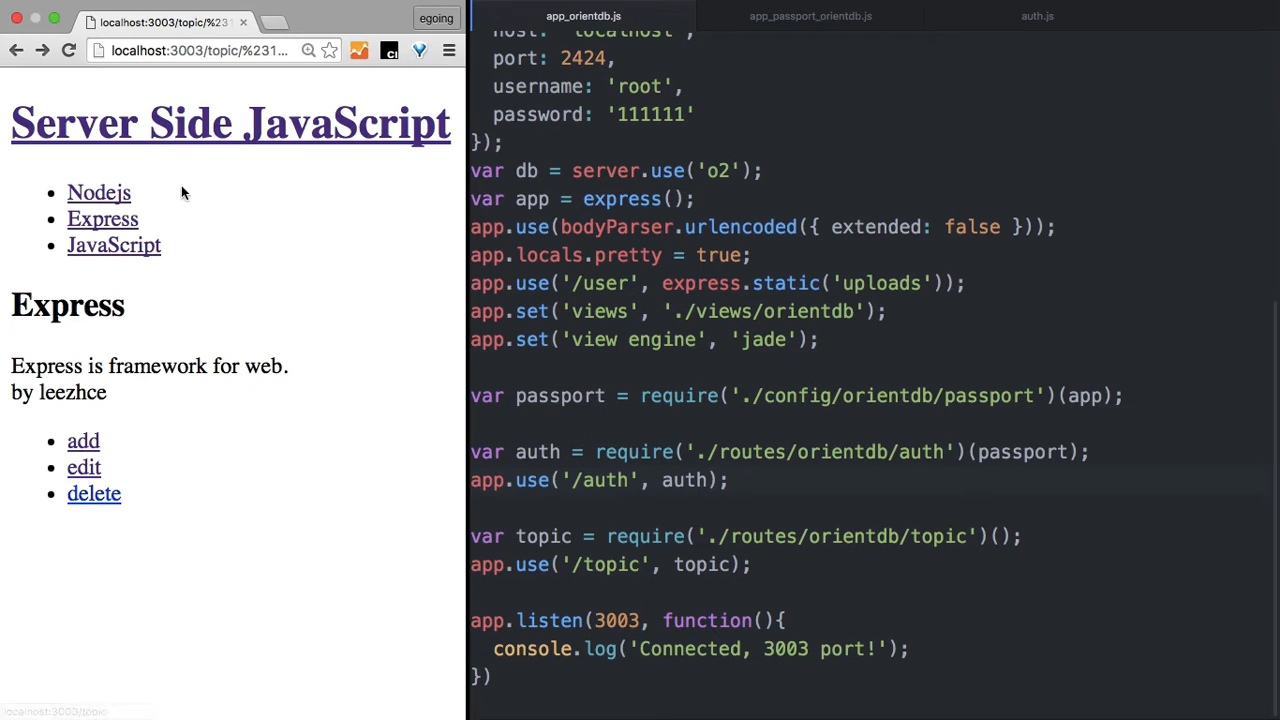 localhost:3003/topic/%231
egoing
localhost:3003/topic/%231...
Server Side JavaScript
Nodejs
Express
JavaScript
Express
Express is framework for web.
by leezhce
add
edit
delete
localhost:3003/topic
app_orientdb.js
app_passport_orientdb.js
auth.js
host: 'localhost',
port: 2424,
username: 'root',
password: '111111'
});
var db = server.use('o2');
var app = express();
app.use(bodyParser.urlencoded({ extended: false }));
app.locals.pretty = true;
app.use('/user', express.static('uploads'));
app.set('views', './views/orientdb');
app.set('view engine', 'jade');
var passport = require('./config/orientdb/passport')(app);
var auth = require('./routes/orientdb/auth')(passport);
app.use('/auth', auth);
var topic = require('./routes/orientdb/topic')();
app.use('/topic', topic);
app.listen(3003, function(){
console.log('Connected, 3003 port!');
})